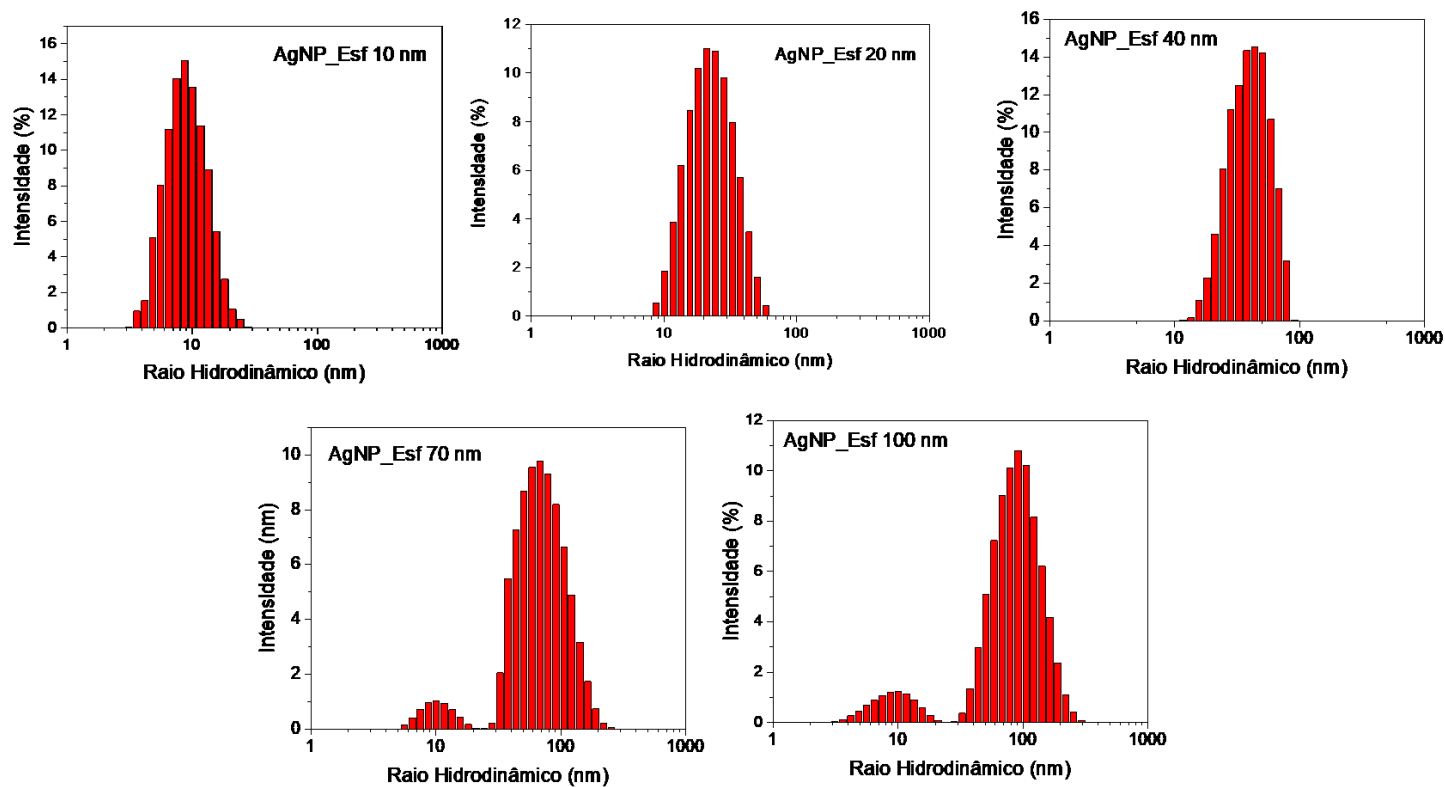 AgNP_Esf 10 nm
Intensidade (%)
16
14
12
10
8
6
4
2
0
1 10 100 1000
Raio Hidrodinâmico (nm)
AgNP_Esf 20 nm
Intensidade (%)
12
10
8
6
4
2
0
1 10 100 1000
Raio Hidrodinâmico (nm)
AgNP_Esf 40 nm
Intensidade (%)
16
14
12
10
8
6
4
2
0
1 10 100 1000
Raio Hidrodinâmico (nm)
AgNP_Esf 70 nm
Intensidade (nm)
10
8
6
4
2
0
1 10 100 1000
Raio Hidrodinâmico (nm)
AgNP_Esf 100 nm
Intensidade (%)
12
10
8
6
4
2
0
1 10 100 1000
Raio Hidrodinâmico (nm)